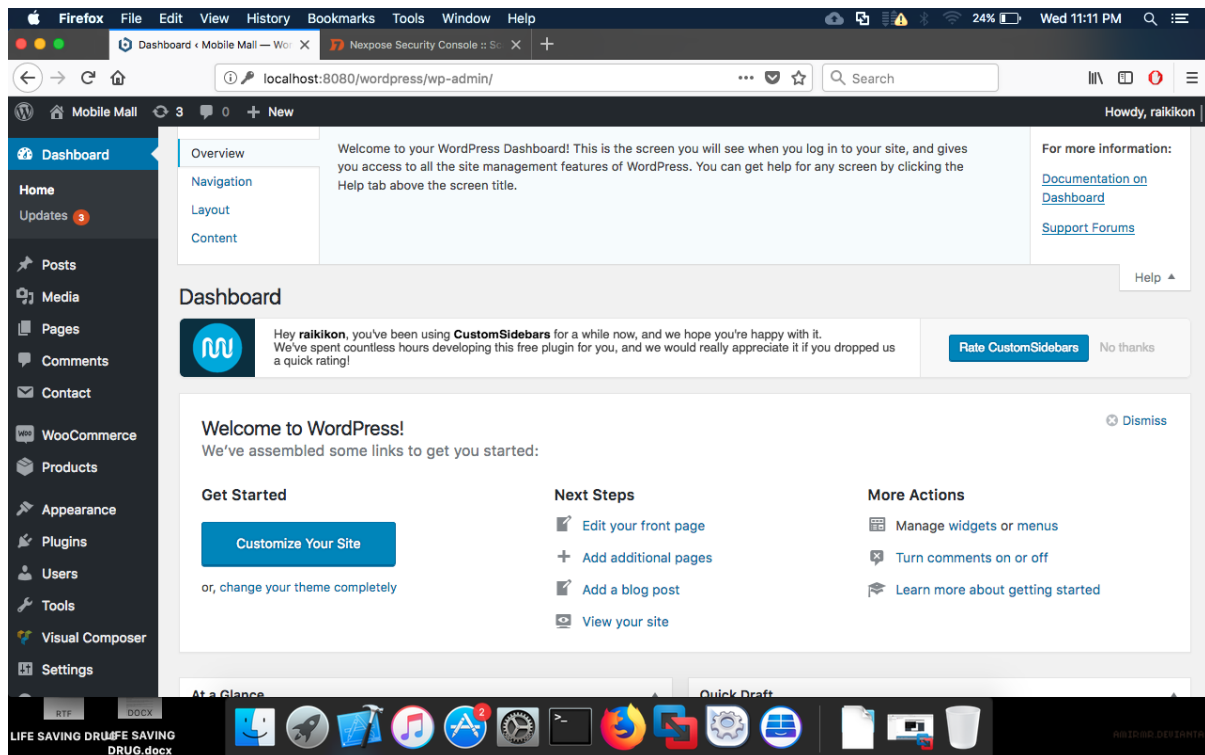 Firefox File Edit View History Bookmarks Tools Window Help 24% Wed 11:11 PM
Dashboard ‹ Mobile Mall — Wor Nexpose Security Console :: Sc
localhost:8080/wordpress/wp-admin/ Search
Mobile Mall 3 0 New Howdy, raikikon
Dashboard
Home
Updates 3
Posts
Media
Pages
Comments
Contact
WooCommerce
Products
Appearance
Plugins
Users
Tools
Visual Composer
Settings
Overview
Navigation
Layout
Content
Welcome to your WordPress Dashboard! This is the screen you will see when you log in to your site, and gives
you access to all the site management features of WordPress. You can get help for any screen by clicking the
Help tab above the screen title.
For more information:
Documentation on
Dashboard
Support Forums
Help
Dashboard
Hey raikikon, you've been using CustomSidebars for a while now, and we hope you're happy with it.
We've spent countless hours developing this free plugin for you, and we would really appreciate it if you dropped us
a quick rating!
Rate CustomSidebars No thanks
Dismiss
Welcome to WordPress!
We've assembled some links to get you started:
Get Started
Customize Your Site
or, change your theme completely
Next Steps
Edit your front page
Add additional pages
Add a blog post
View your site
More Actions
Manage widgets or menus
Turn comments on or off
Learn more about getting started
At a Glance
Quick Draft
RTF DOCX
LIFE SAVING
DRUG.docx
2